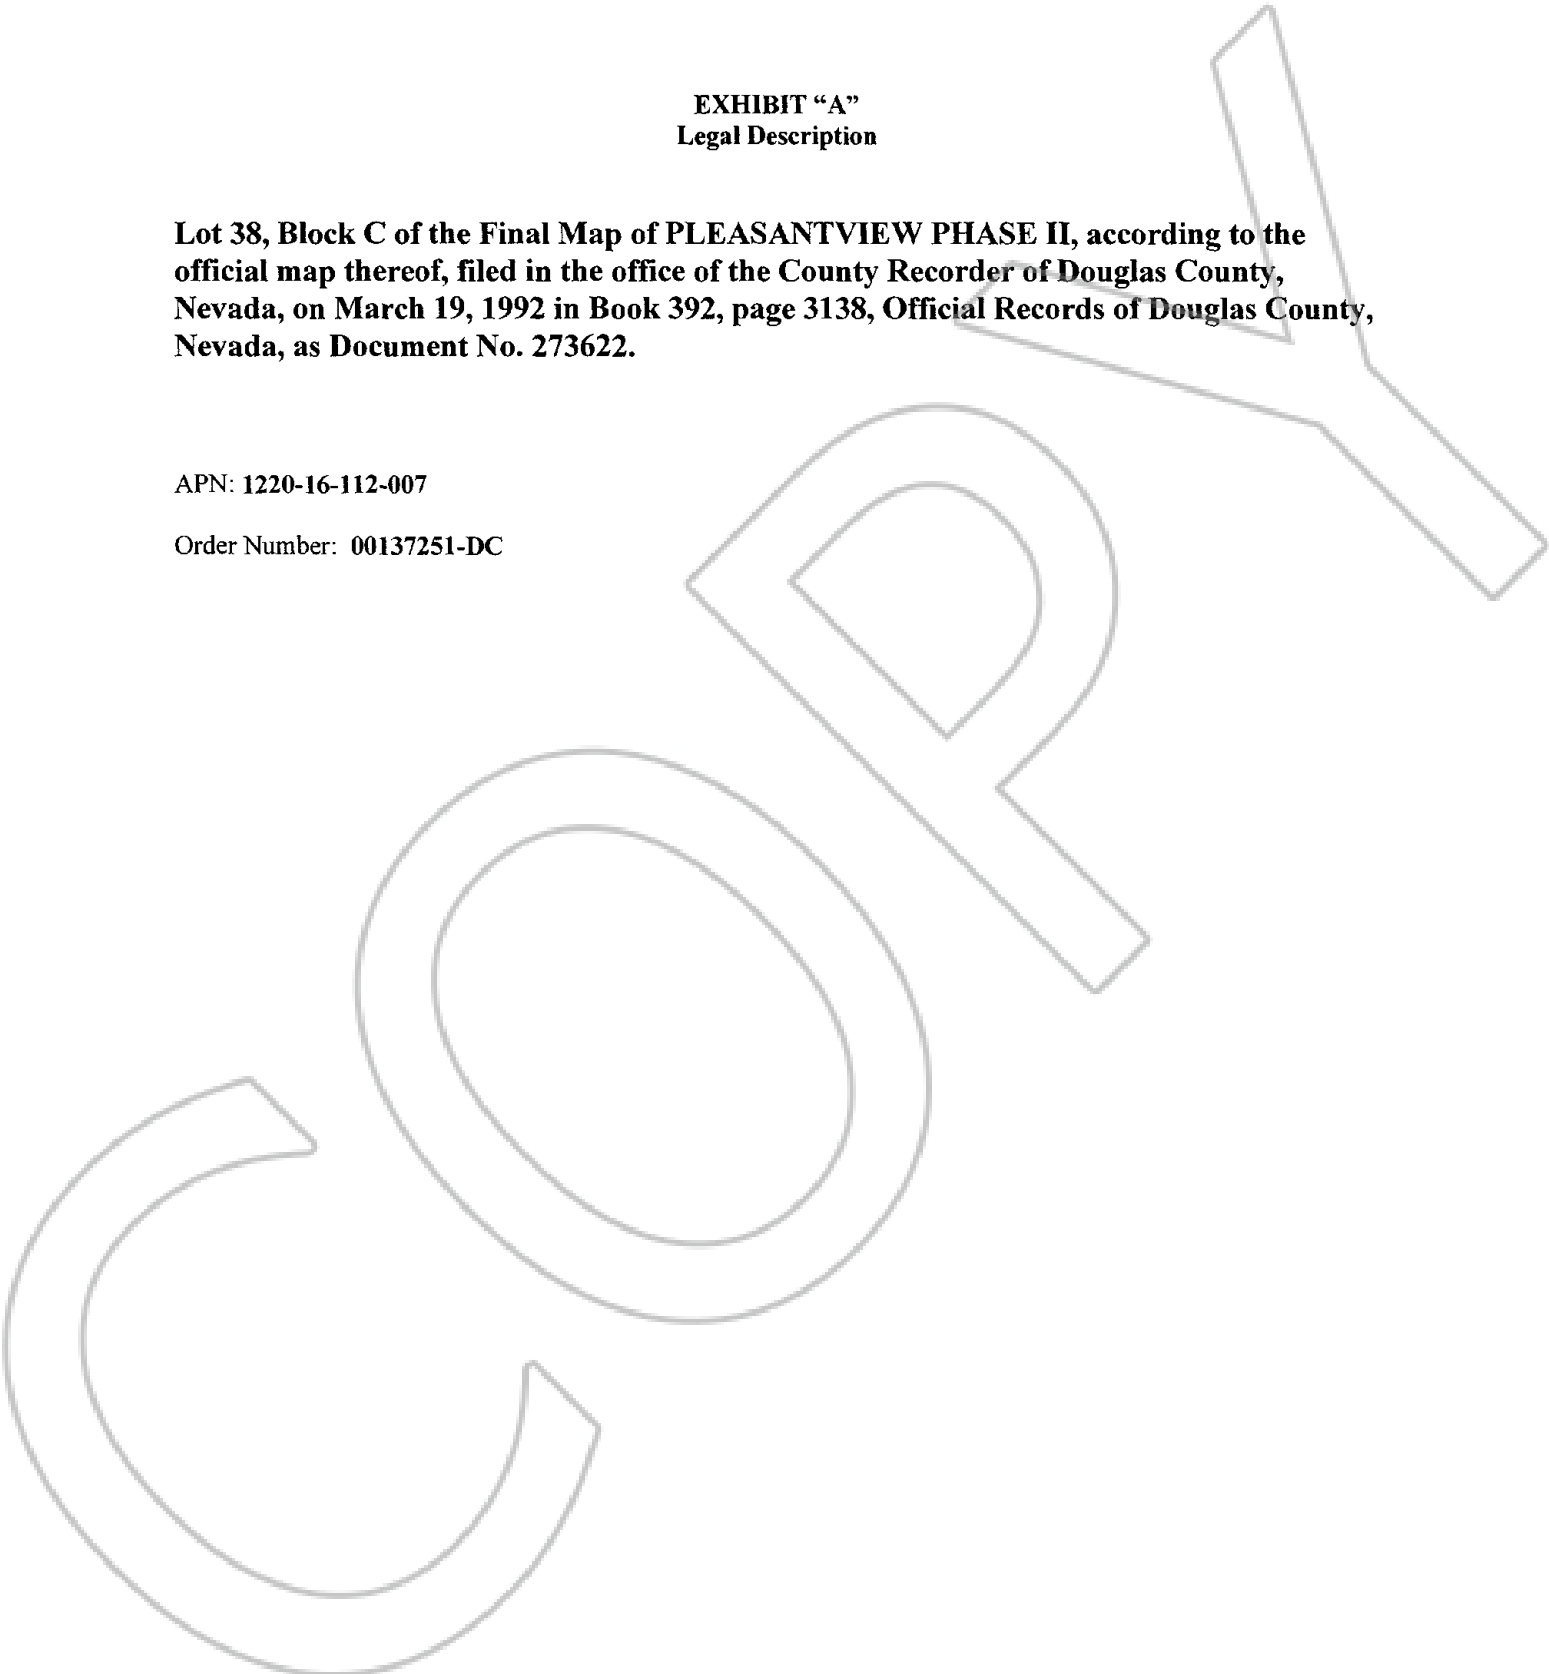 EXHIBIT “A”
Legal Description
Lot 38, Block C of the Final Map of PLEASANTVIEW PHASE II, according to the
official map thereof, filed in the office of the County Recorder of Douglas County,
Nevada, on March 19, 1992 in Book 392, page 3138, Official Records of Douglas County,
Nevada, as Document No. 273622.
APN: 1220-16-112-007
Order Number: 00137251-DC
COPY